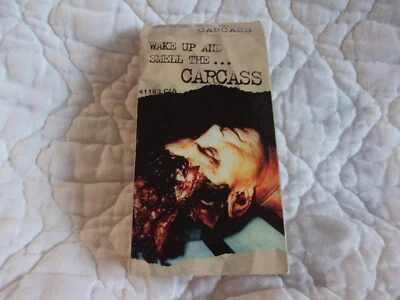 CARCASS
WAKE UP AND
SMELL THE...
CARCASS
41163 CIA